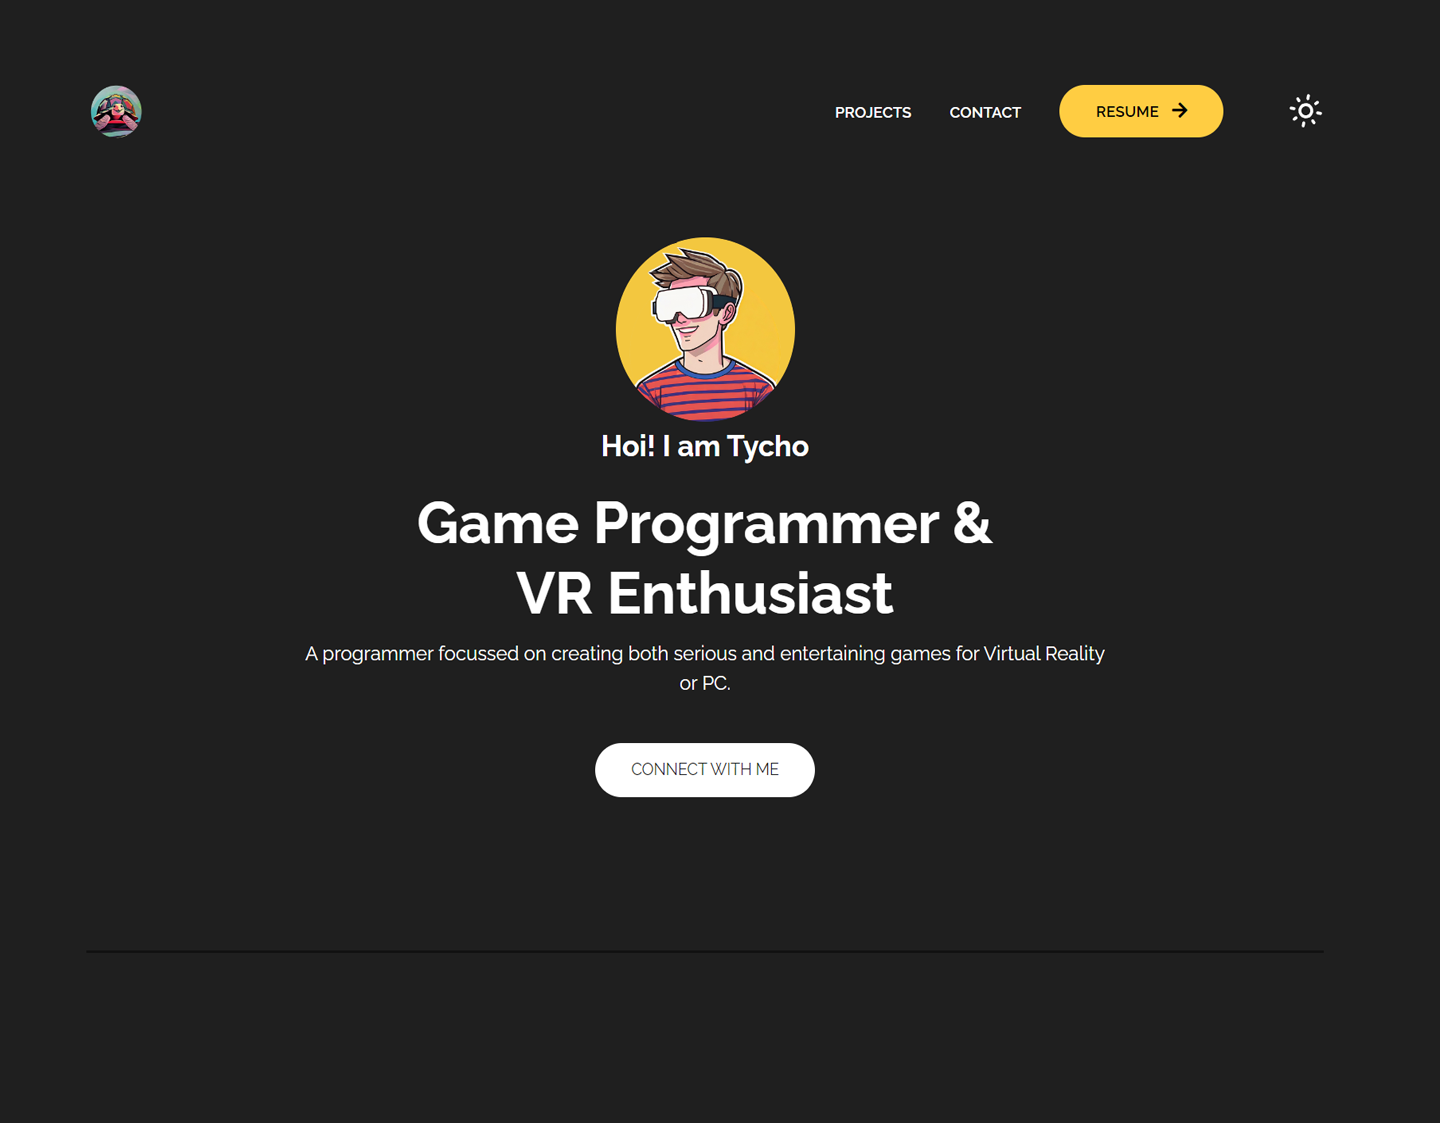 PROJECTS CONTACT RESUME
Hoi! I am Tycho
Game Programmer &
VR Enthusiast
A programmer focussed on creating both serious and entertaining games for Virtual Reality
or PC.
CONNECT WITH ME